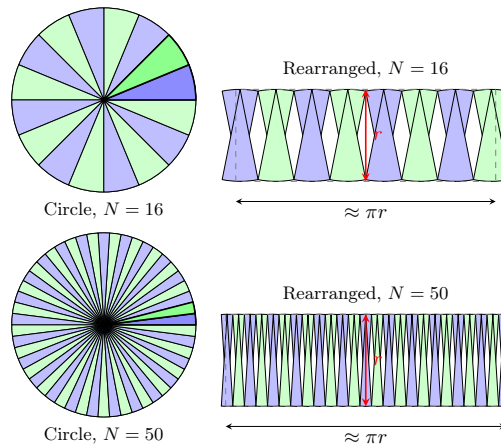 Rearranged, N = 16
r
Circle, N = 16
≈ πr
Rearranged, N = 50
r
Circle, N = 50
≈ πr